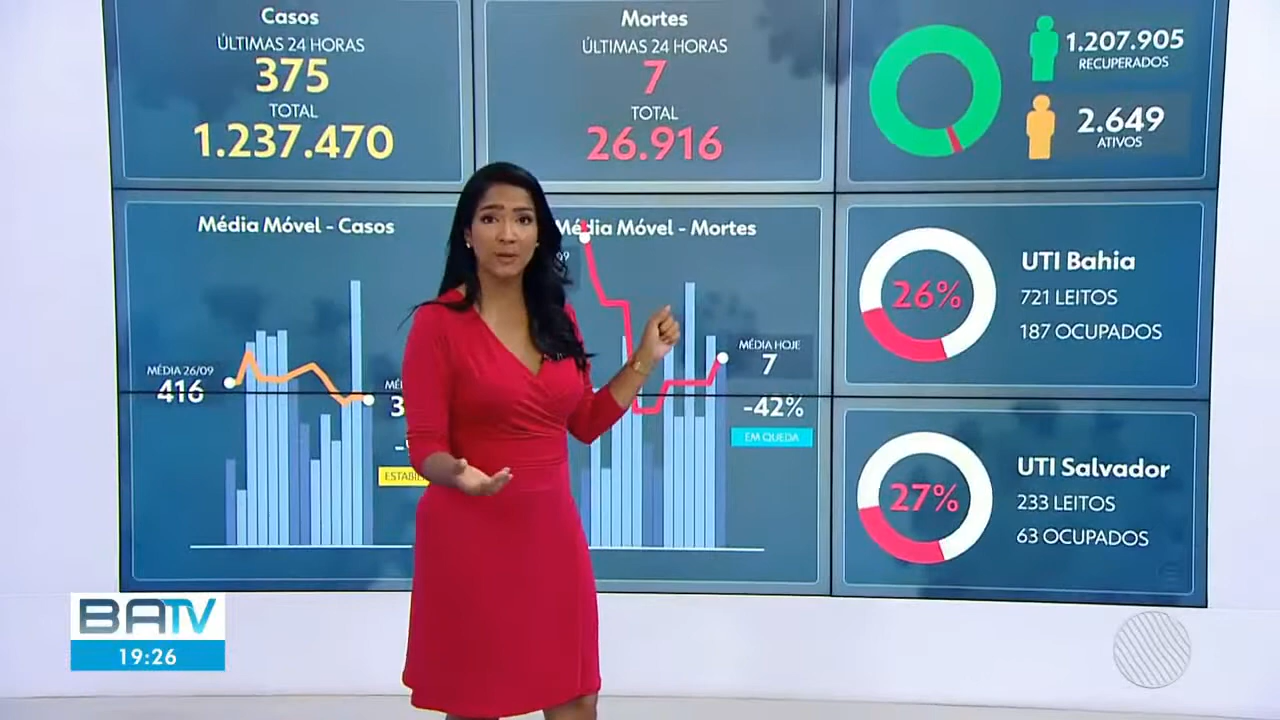 Casos
ÚLTIMAS 24 HORAS
375
TOTAL
1.237.470
Mortes
ÚLTIMAS 24 HORAS
7
TOTAL
26.916
1.207.905
RECUPERADOS
2.649
ATIVOS
Média Móvel - Casos
MÉDIA 26/09
416
Média Móvel - Mortes
MÉDIA HOJE
7
-42%
EM QUEDA
26%
UTI Bahia
721 LEITOS
187 OCUPADOS
27%
UTI Salvador
233 LEITOS
63 OCUPADOS
BATV
19:26